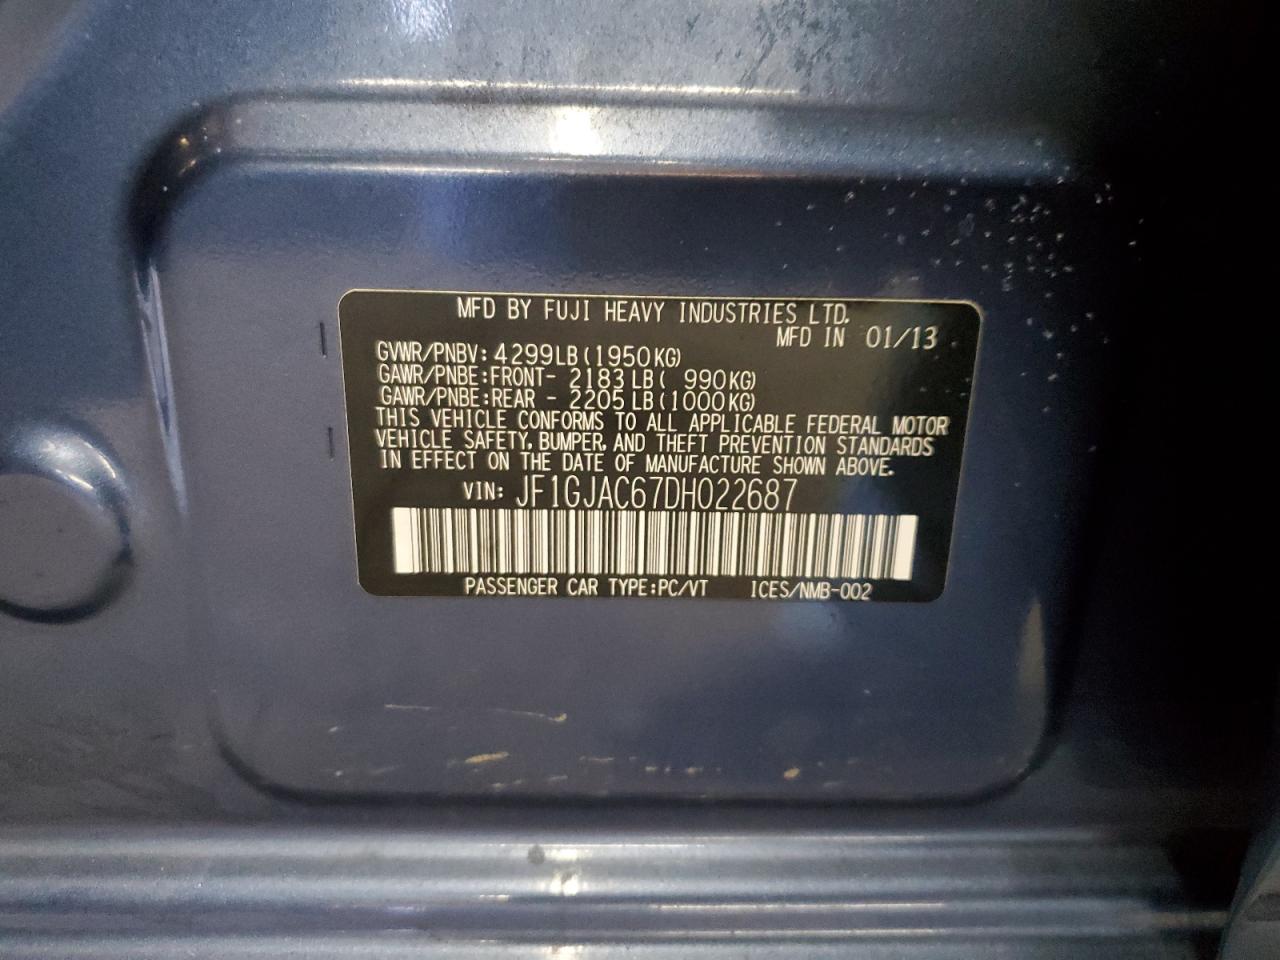 MFD BY FUJI HEAVY INDUSTRIES LTD.
MFD IN 01/13
GVWR/PNBV: 4299LB(1950KG)
GAWR/PNBE:FRONT- 2183LB( 990KG)
GAWR/PNBE:REAR - 2205LB(1000KG)
THIS VEHICLE CONFORMS TO ALL APPLICABLE FEDERAL MOTOR
VEHICLE SAFETY, BUMPER, AND THEFT PREVENTION STANDARDS
IN EFFECT ON THE DATE OF MANUFACTURE SHOWN ABOVE.
VIN: JF1GJAC67DH022687
PASSENGER CAR TYPE:PC/VT ICES/NMB-002